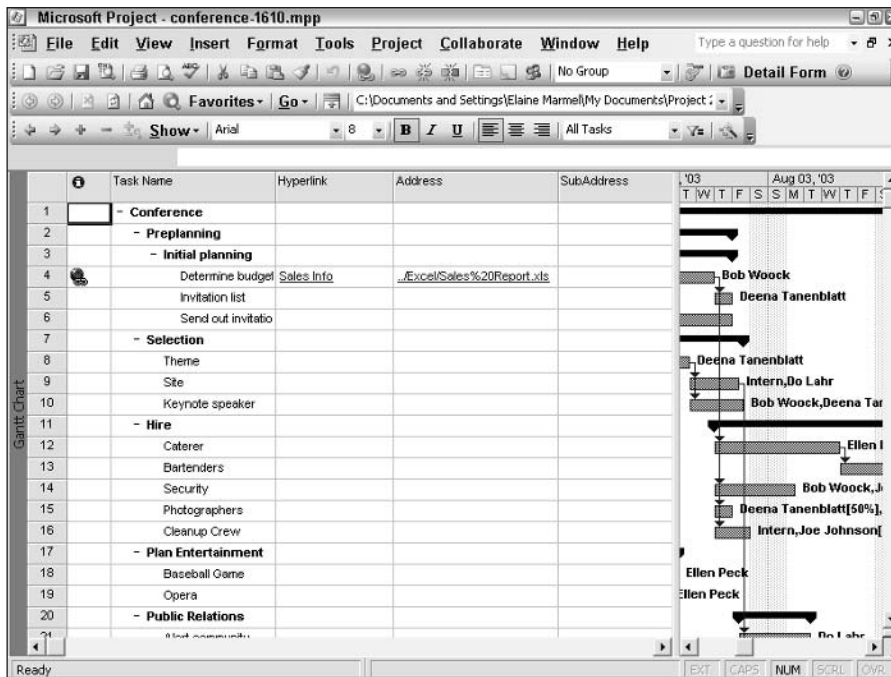 Microsoft Project - conference-1610.mpp
File Edit View Insert Format Tools Project Collaborate Window Help Type a question for help
No Group Detail Form
Favorites Go C:\Documents and Settings\Elaine Marmel\My Documents\Project
Show Arial 8 B I U All Tasks
Task Name Hyperlink Address SubAddress , '03 Aug 03, '03
T W T F S S M T W T F S
1 - Conference
2 - Preplanning
3 - Initial planning
4 Determine budget Sales Info ../Excel/Sales%20Report.xls Bob Woock
5 Invitation list Deena Tanenblatt
6 Send out invitatio
7 - Selection
8 Theme Deena Tanenblatt
9 Site Intern,Do Lahr
10 Keynote speaker Bob Woock,Deena Tar
11 - Hire
12 Caterer Ellen
13 Bartenders
14 Security Bob Woock,J
15 Photographers Deena Tanenblatt[50%],
16 Cleanup Crew Intern,Joe Johnson[
17 - Plan Entertainment
18 Baseball Game Ellen Peck
19 Opera Ellen Peck
20 - Public Relations
21 Alert community Do Lahr
Gantt Chart
Ready EXT CAPS NUM SCRL OVR